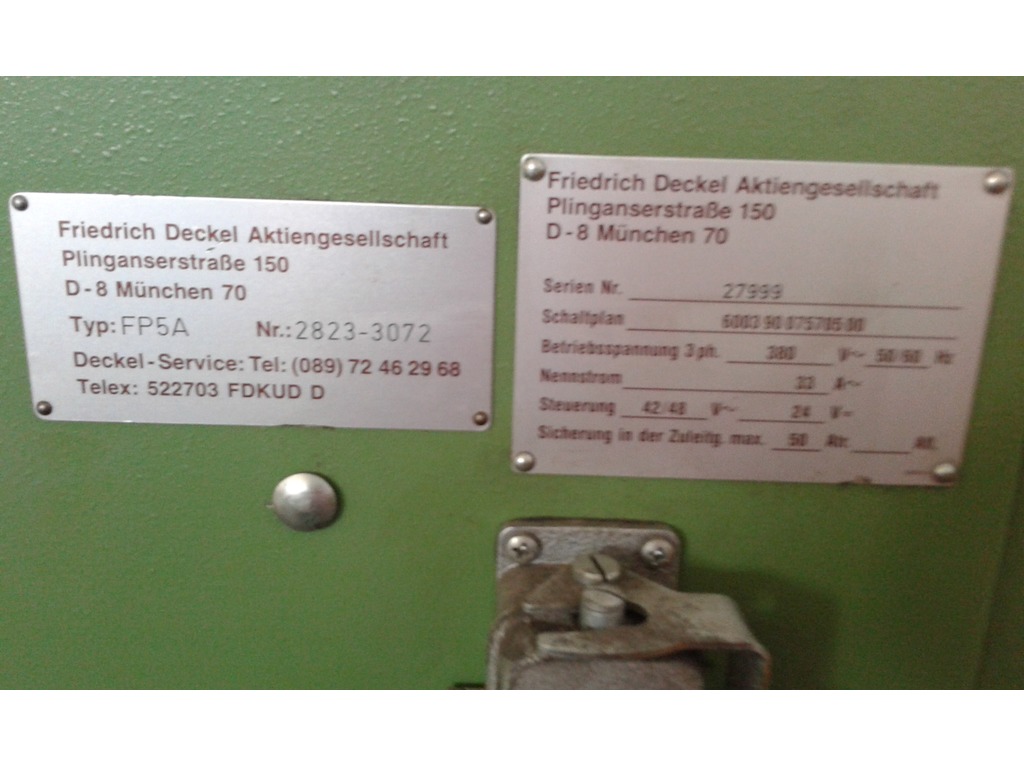 Friedrich Deckel Aktiengesellschaft
Plinganserstraße 150
D-8 München 70
Typ: FP5A Nr.: 2823-3072
Deckel-Service: Tel: (089) 72 46 29 68
Telex: 522703 FDKUD D
Friedrich Deckel Aktiengesellschaft
Plinganserstraße 150
D-8 München 70
Serien Nr. 27999
Schaltplan
Betriebsspannung 3 ph. 380 V~ 50/60 Hz
Nennstrom 33 A~
Steuerung 42/48 V~ 24 V=
Sicherung in der Zuleitg. max. 50 Atr.